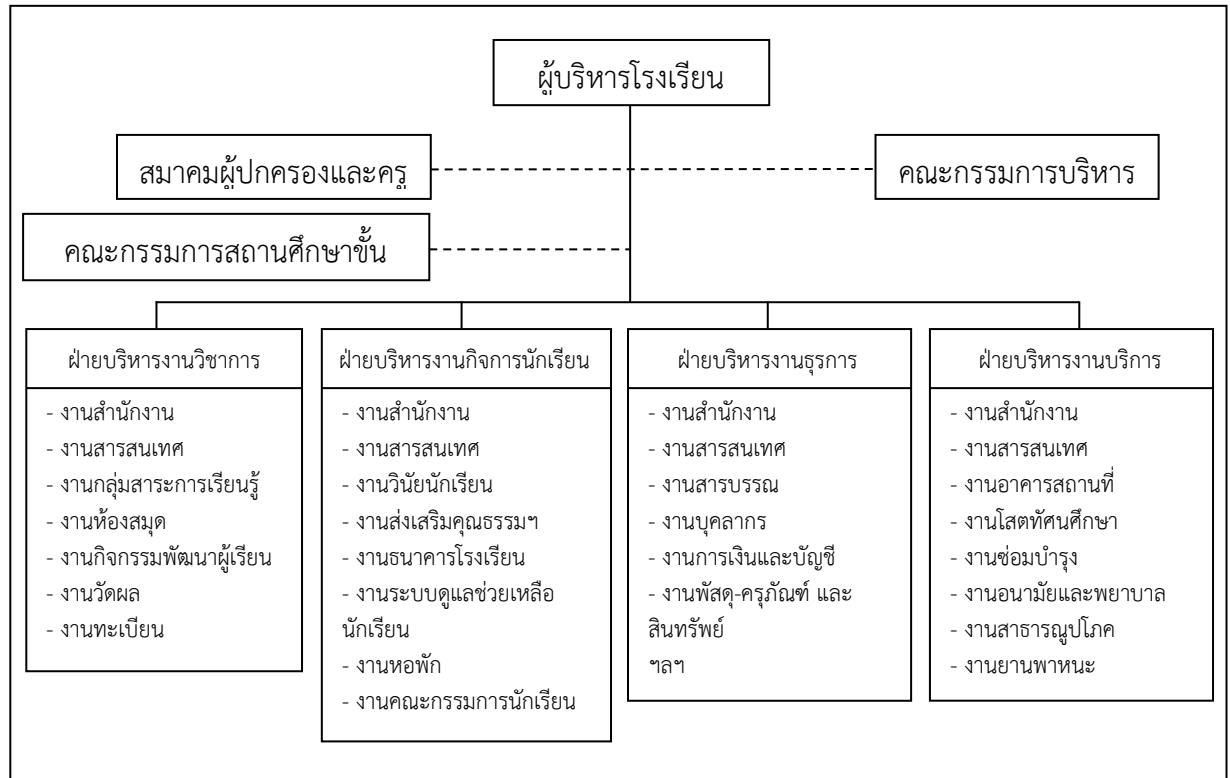 ผู้บริหารโรงเรียน
สมาคมผู้ปกครองและครู
คณะกรรมการบริหาร
คณะกรรมการสถานศึกษาขั้น
ฝ่ายบริหารงานวิชาการ
- งานสำนักงาน
- งานสารสนเทศ
- งานกลุ่มสาระการเรียนรู้
- งานห้องสมุด
- งานกิจกรรมพัฒนาผู้เรียน
- งานวัดผล
- งานทะเบียน
ฝ่ายบริหารงานกิจการนักเรียน
- งานสำนักงาน
- งานสารสนเทศ
- งานวินัยนักเรียน
- งานส่งเสริมคุณธรรมฯ
- งานธนาคารโรงเรียน
- งานระบบดูแลช่วยเหลือ
นักเรียน
- งานหอพัก
- งานคณะกรรมการนักเรียน
ฝ่ายบริหารงานธุรการ
- งานสำนักงาน
- งานสารสนเทศ
- งานสารบรรณ
- งานบุคลากร
- งานการเงินและบัญชี
- งานพัสดุ-ครุภัณฑ์ และ
สินทรัพย์
ฯลฯ
ฝ่ายบริหารงานบริการ
- งานสำนักงาน
- งานสารสนเทศ
- งานอาคารสถานที่
- งานโสตทัศนศึกษา
- งานซ่อมบำรุง
- งานอนามัยและพยาบาล
- งานสาธารณูปโภค
- งานยานพาหนะ